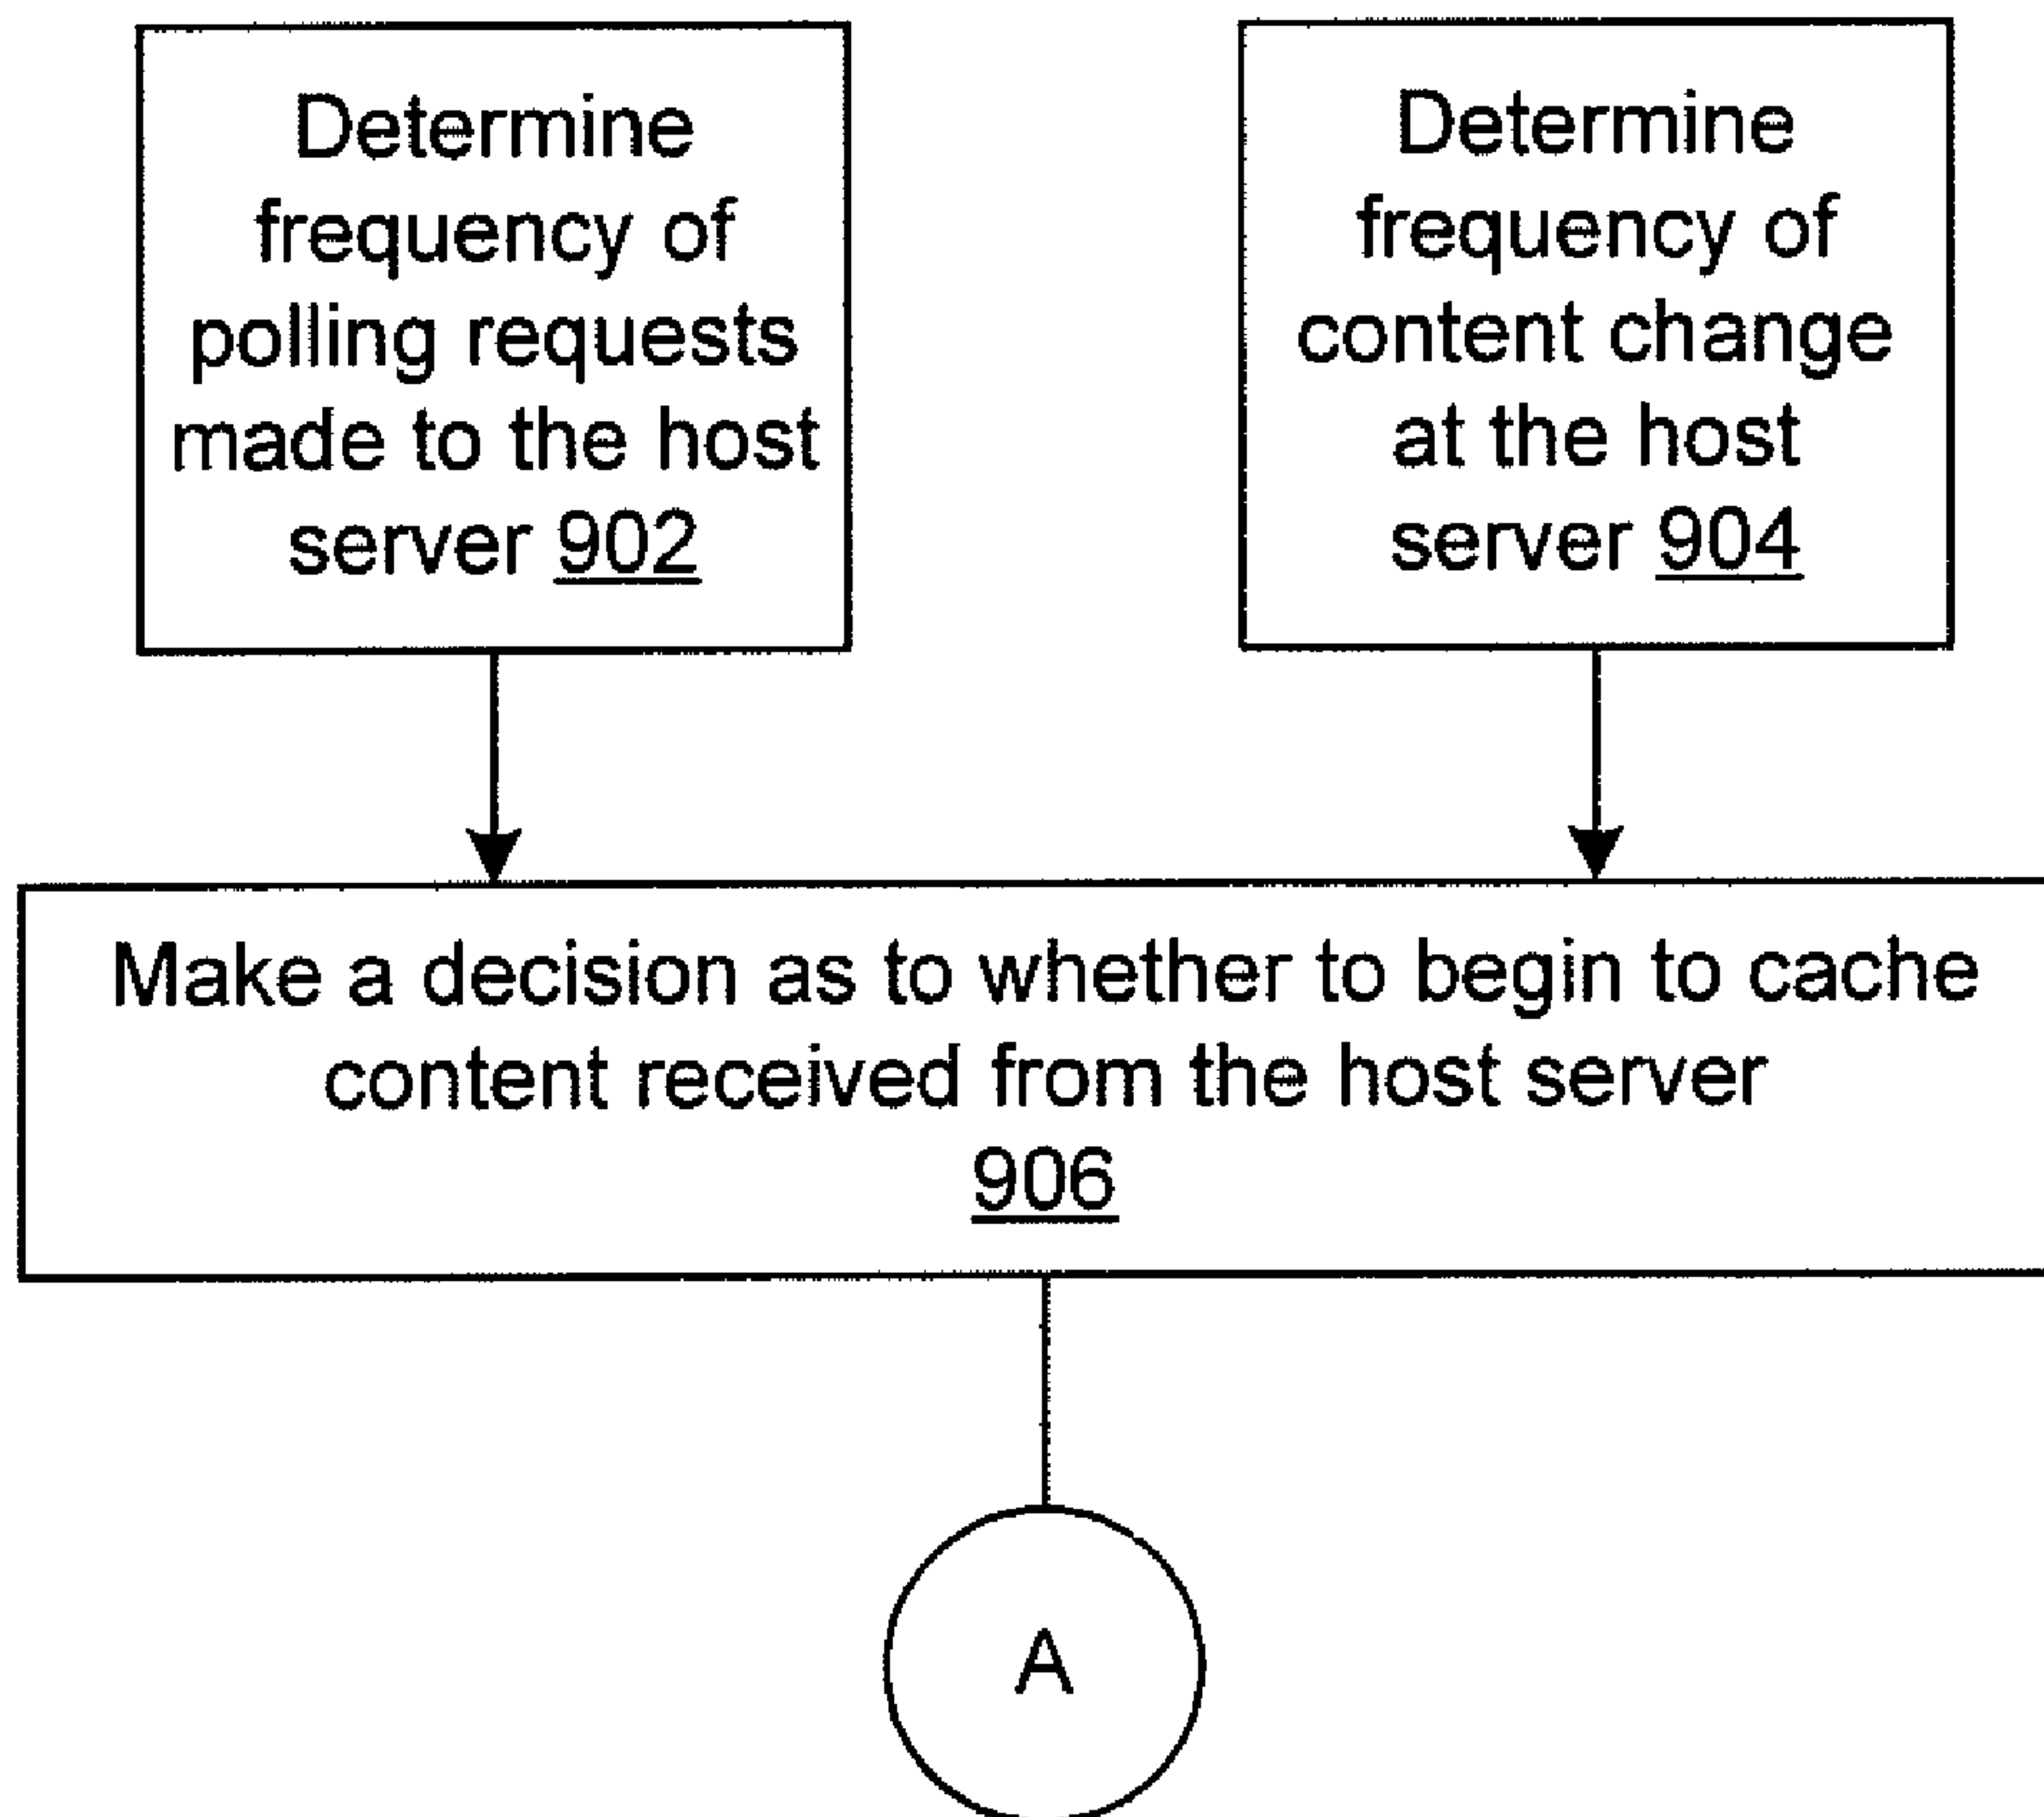 Determine
frequency of
polling requests
made to the host
server 902
Determine
frequency of
content change
at the host
server 904
Make a decision as to whether to begin to cache
content received from the host server
906
A